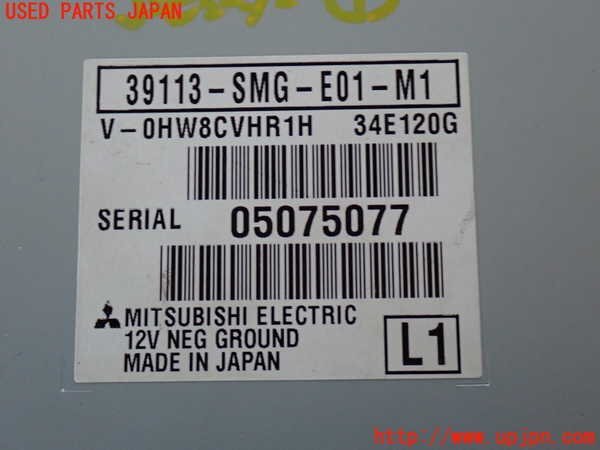 USED PARTS JAPAN
39113-SMG-E01-M1
V-0HW8CVHR1H 34E120G
SERIAL 05075077
MITSUBISHI ELECTRIC
12V NEG GROUND
MADE IN JAPAN
L1
http://www.upjpn.com